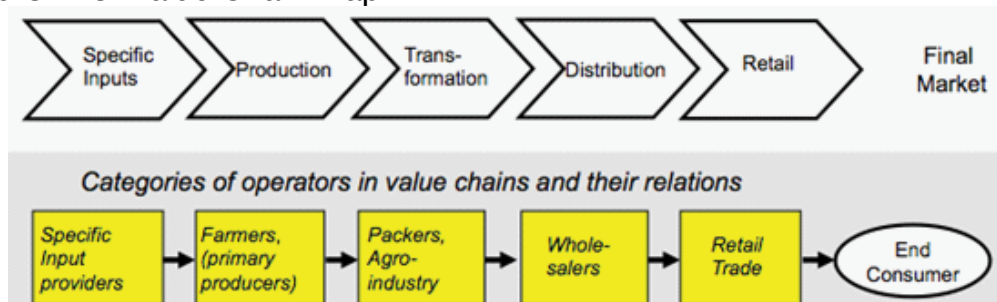 Specific
Inputs
Production
Trans-
formation
Distribution
Retail
Final
Market
Categories of operators in value chains and their relations
Specific
Input
providers
Farmers,
(primary
producers)
Packers,
Agro-
industry
Whole-
salers
Retail
Trade
End
Consumer